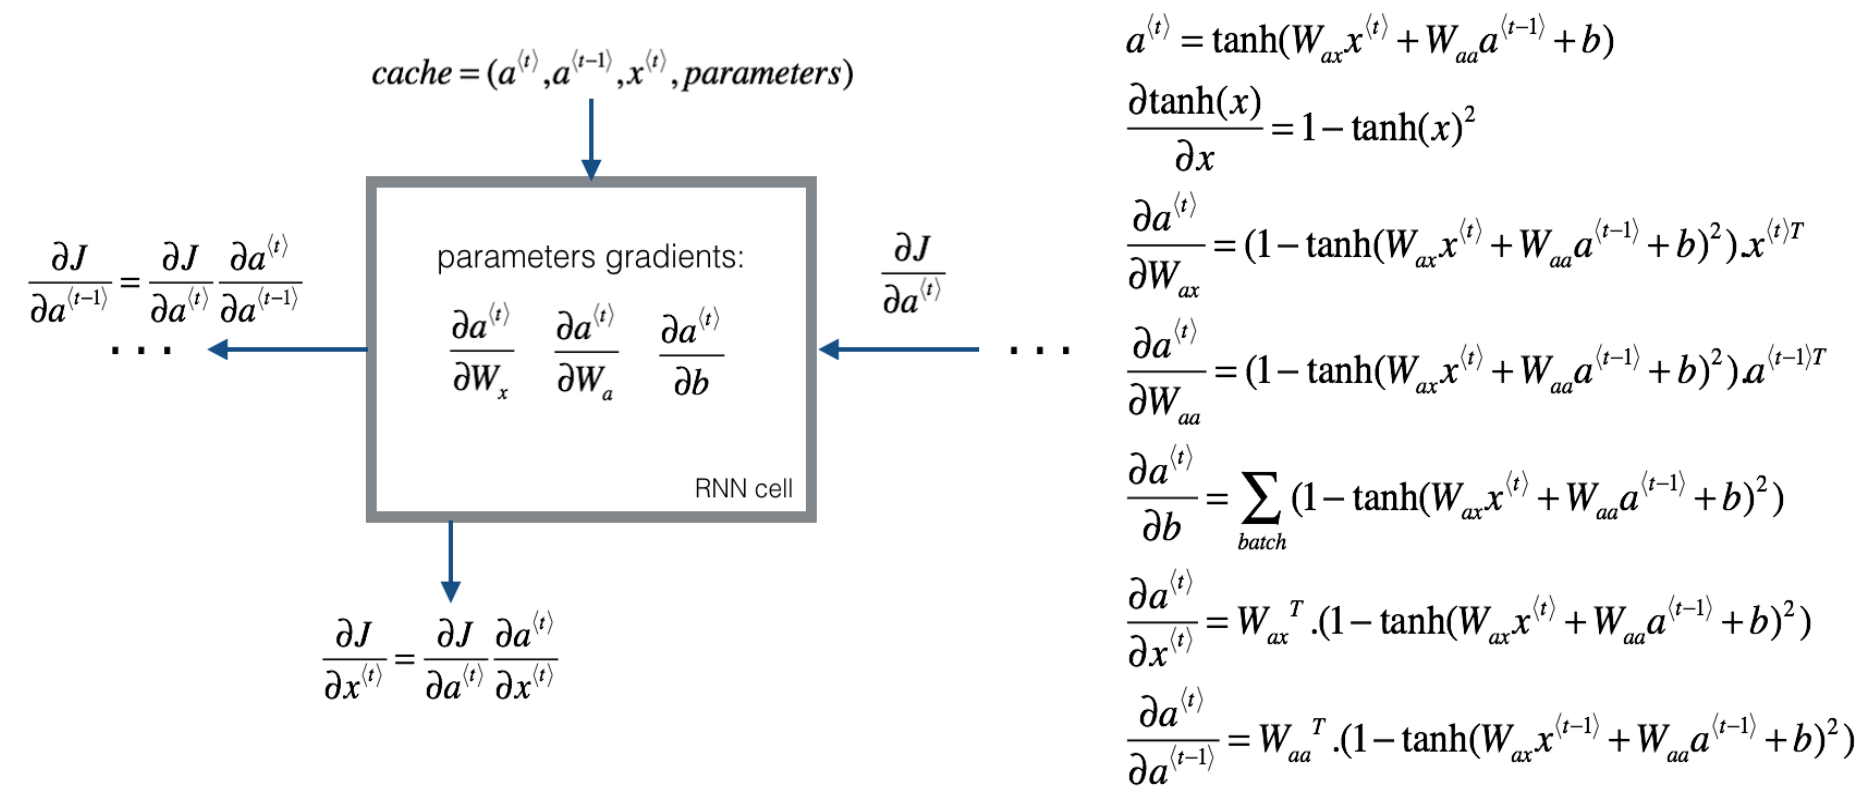 cache = (a^⟨t⟩, a^⟨t−1⟩, x^⟨t⟩, parameters)
∂J/∂a^⟨t−1⟩ = ∂J/∂a^⟨t⟩ ∂a^⟨t⟩/∂a^⟨t−1⟩
. . .
parameters gradients:
∂a^⟨t⟩/∂W_x ∂a^⟨t⟩/∂W_a ∂a^⟨t⟩/∂b
RNN cell
∂J/∂a^⟨t⟩
. . .
∂J/∂x^⟨t⟩ = ∂J/∂a^⟨t⟩ ∂a^⟨t⟩/∂x^⟨t⟩
a^⟨t⟩ = tanh(W_ax x^⟨t⟩ + W_aa a^⟨t−1⟩ + b)
∂tanh(x)/∂x = 1 − tanh(x)^2
∂a^⟨t⟩/∂W_ax = (1 − tanh(W_ax x^⟨t⟩ + W_aa a^⟨t−1⟩ + b)^2).x^⟨t⟩T
∂a^⟨t⟩/∂W_aa = (1 − tanh(W_ax x^⟨t⟩ + W_aa a^⟨t−1⟩ + b)^2).a^⟨t−1⟩T
∂a^⟨t⟩/∂b = ∑_batch (1 − tanh(W_ax x^⟨t⟩ + W_aa a^⟨t−1⟩ + b)^2)
∂a^⟨t⟩/∂x^⟨t⟩ = W_ax^T.(1 − tanh(W_ax x^⟨t⟩ + W_aa a^⟨t−1⟩ + b)^2)
∂a^⟨t⟩/∂a^⟨t−1⟩ = W_aa^T.(1 − tanh(W_ax x^⟨t−1⟩ + W_aa a^⟨t−1⟩ + b)^2)